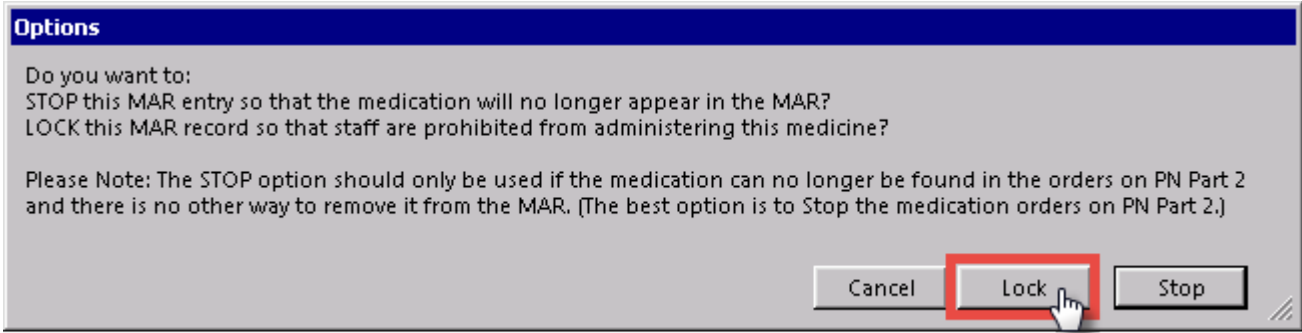 Options
Do you want to:
STOP this MAR entry so that the medication will no longer appear in the MAR?
LOCK this MAR record so that staff are prohibited from administering this medicine?
Please Note: The STOP option should only be used if the medication can no longer be found in the orders on PN Part 2
and there is no other way to remove it from the MAR. (The best option is to Stop the medication orders on PN Part 2.)
Cancel Lock Stop